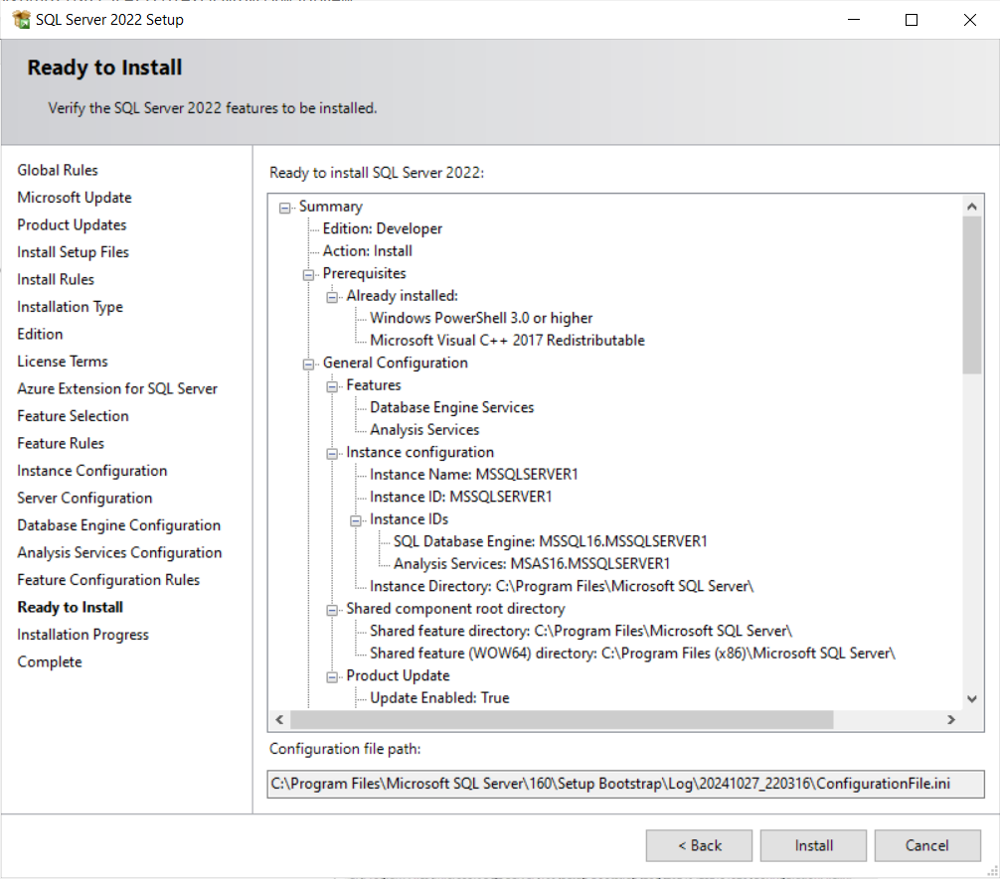 SQL Server 2022 Setup
Ready to Install
Verify the SQL Server 2022 features to be installed.
Global Rules
Microsoft Update
Product Updates
Install Setup Files
Install Rules
Installation Type
Edition
License Terms
Azure Extension for SQL Server
Feature Selection
Feature Rules
Instance Configuration
Server Configuration
Database Engine Configuration
Analysis Services Configuration
Feature Configuration Rules
Ready to Install
Installation Progress
Complete
Ready to install SQL Server 2022:
Summary
Edition: Developer
Action: Install
Prerequisites
Already installed:
Windows PowerShell 3.0 or higher
Microsoft Visual C++ 2017 Redistributable
General Configuration
Features
Database Engine Services
Analysis Services
Instance configuration
Instance Name: MSSQLSERVER1
Instance ID: MSSQLSERVER1
Instance IDs
SQL Database Engine: MSSQL16.MSSQLSERVER1
Analysis Services: MSAS16.MSSQLSERVER1
Instance Directory: C:\Program Files\Microsoft SQL Server\
Shared component root directory
Shared feature directory: C:\Program Files\Microsoft SQL Server\
Shared feature (WOW64) directory: C:\Program Files (x86)\Microsoft SQL Server\
Product Update
Update Enabled: True
Configuration file path:
C:\Program Files\Microsoft SQL Server\160\Setup Bootstrap\Log\20241027_220316\ConfigurationFile.ini
< Back
Install
Cancel